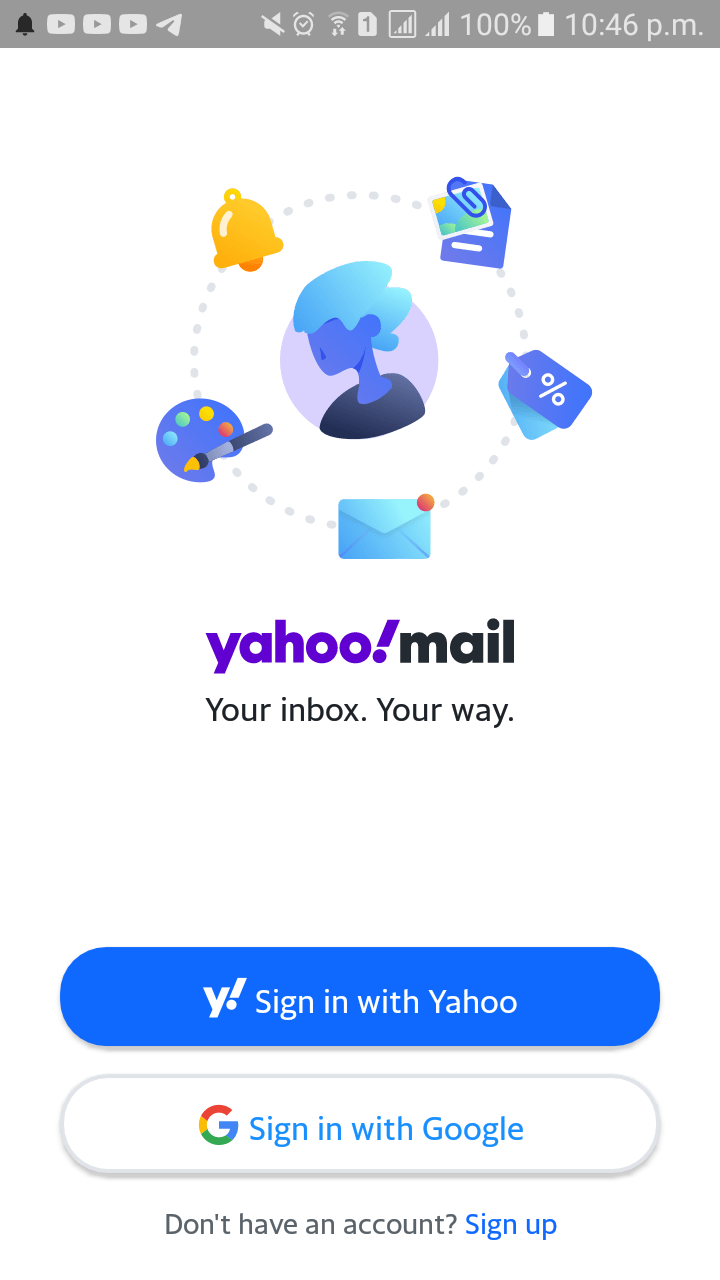 1 100% 10:46 p.m.
%
yahoo!mail
Your inbox. Your way.
y! Sign in with Yahoo
G Sign in with Google
Don't have an account? Sign up